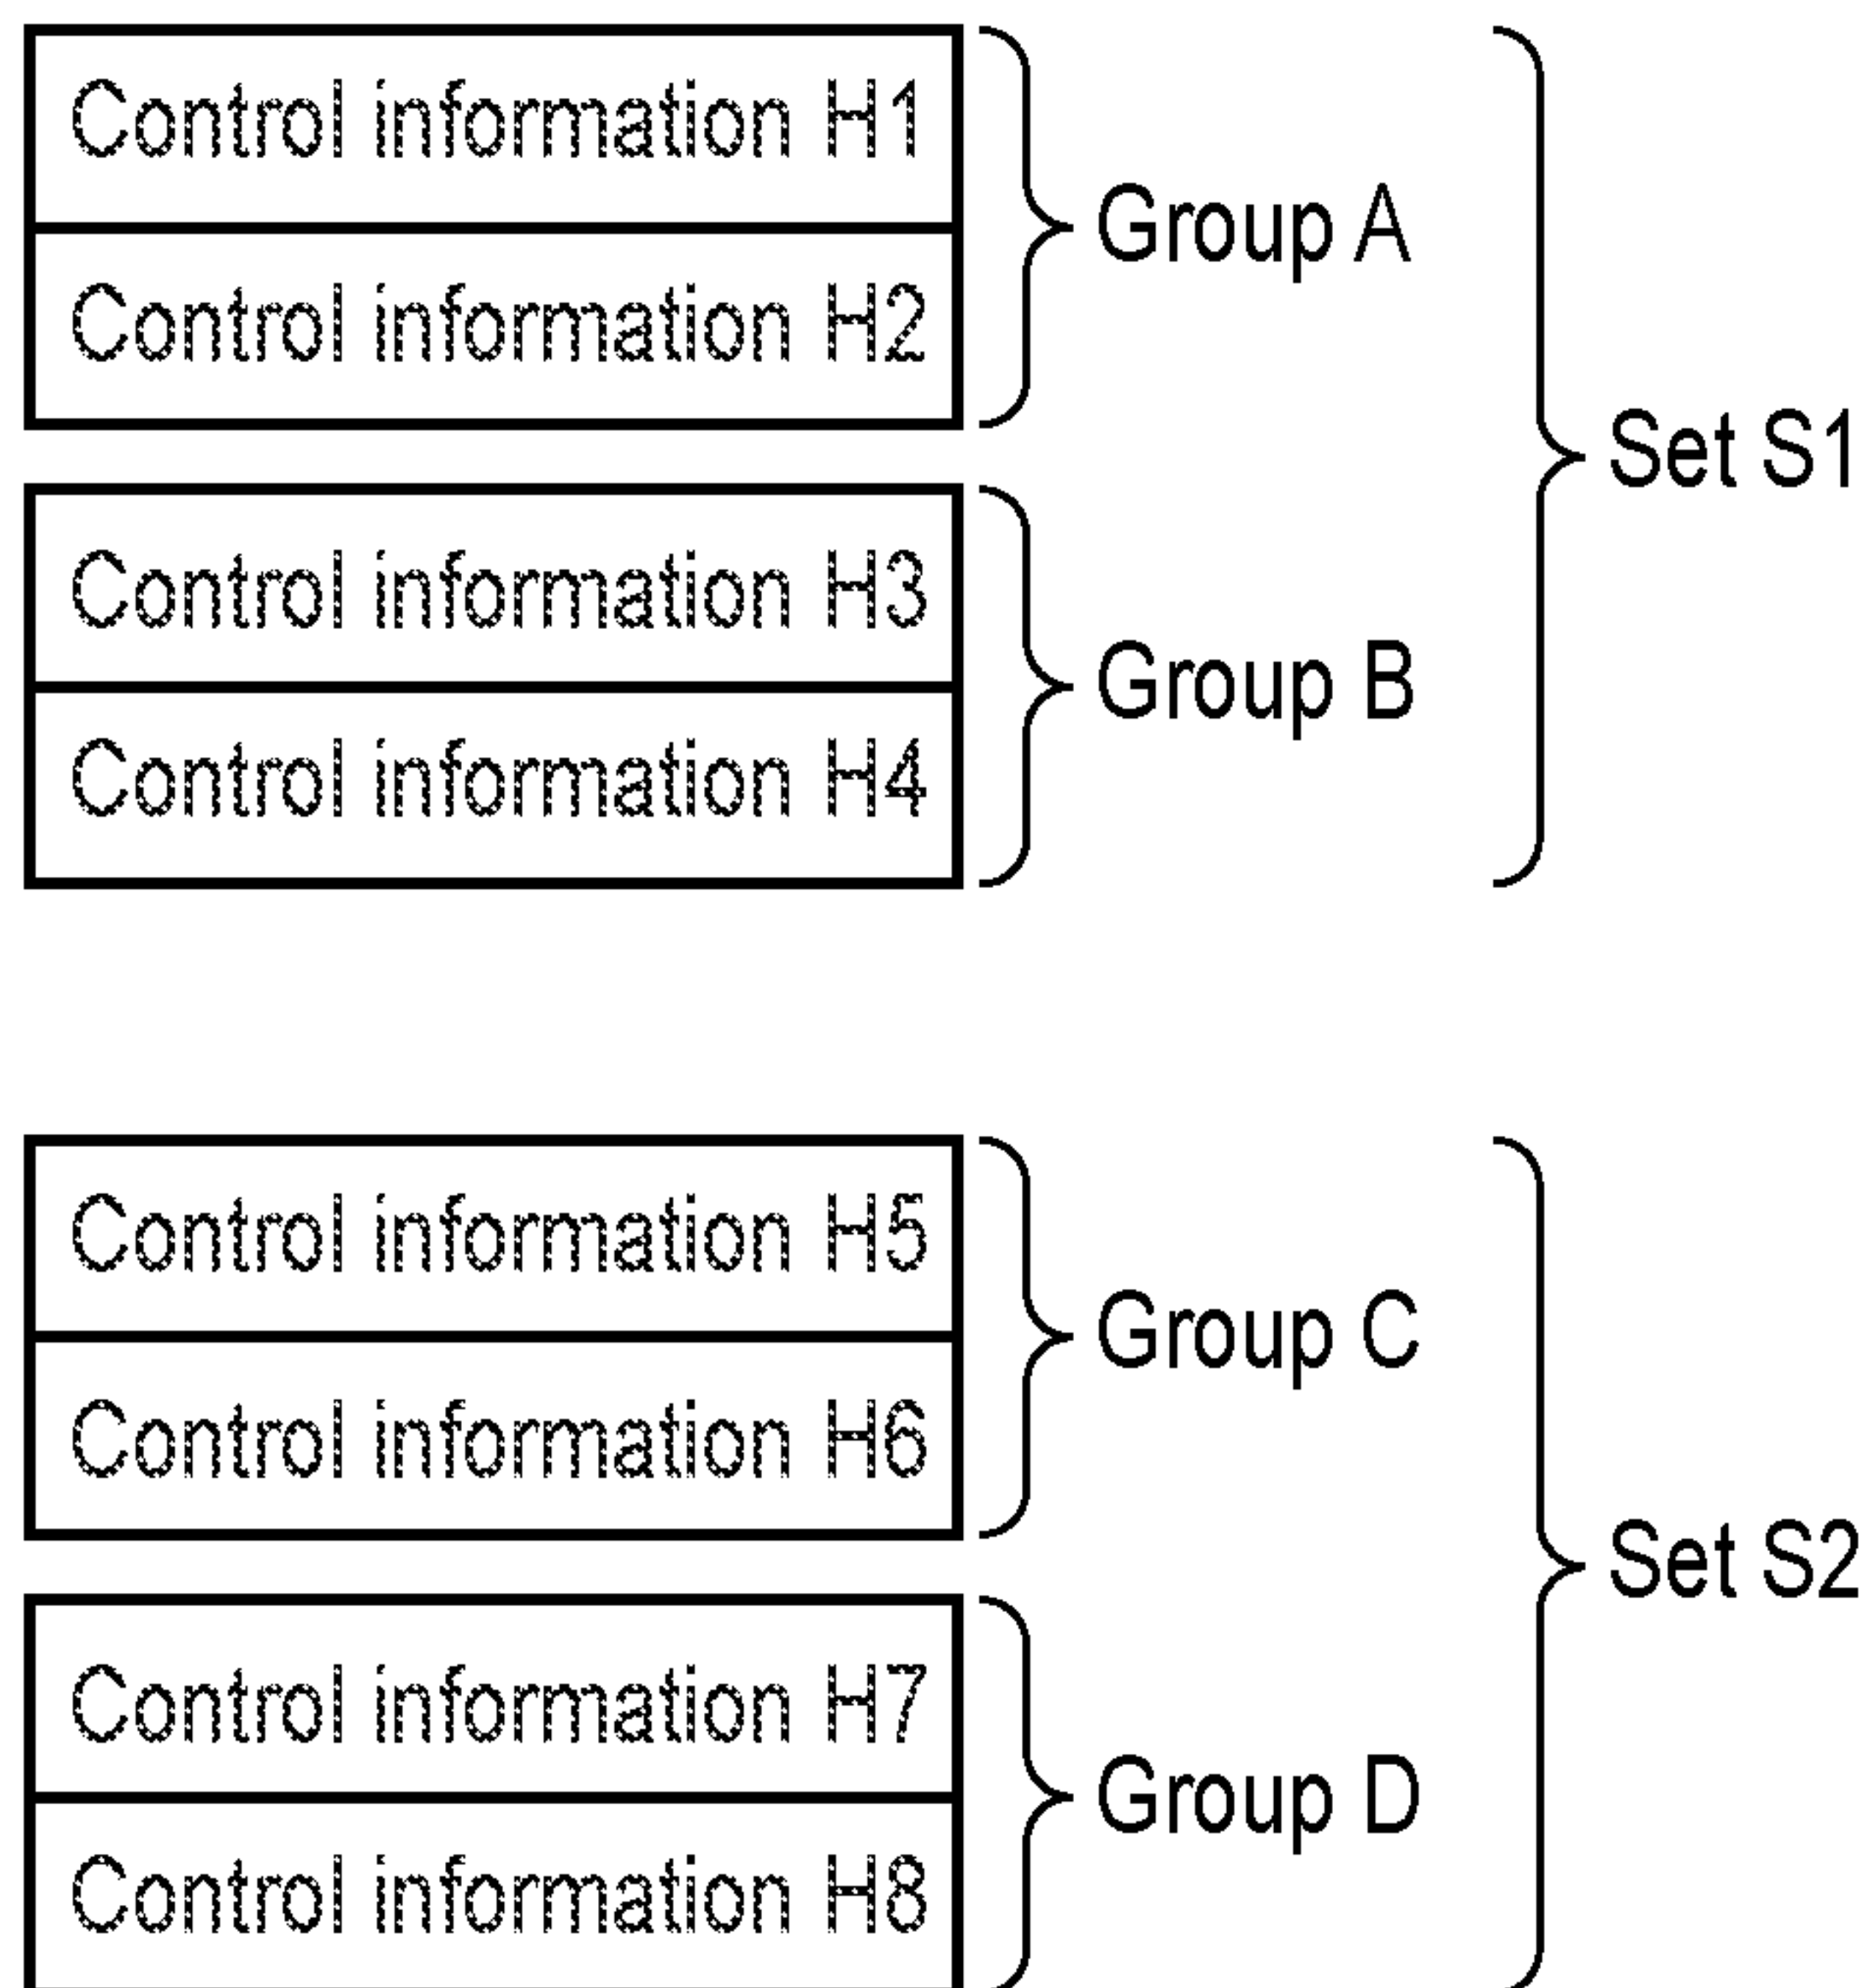 Control information H1
Group A
Control information H2
Set S1
Control information H3
Group B
Control information H4
Control information H5
Group C
Control information H6
Set S2
Control information H7
Group D
Control information H8